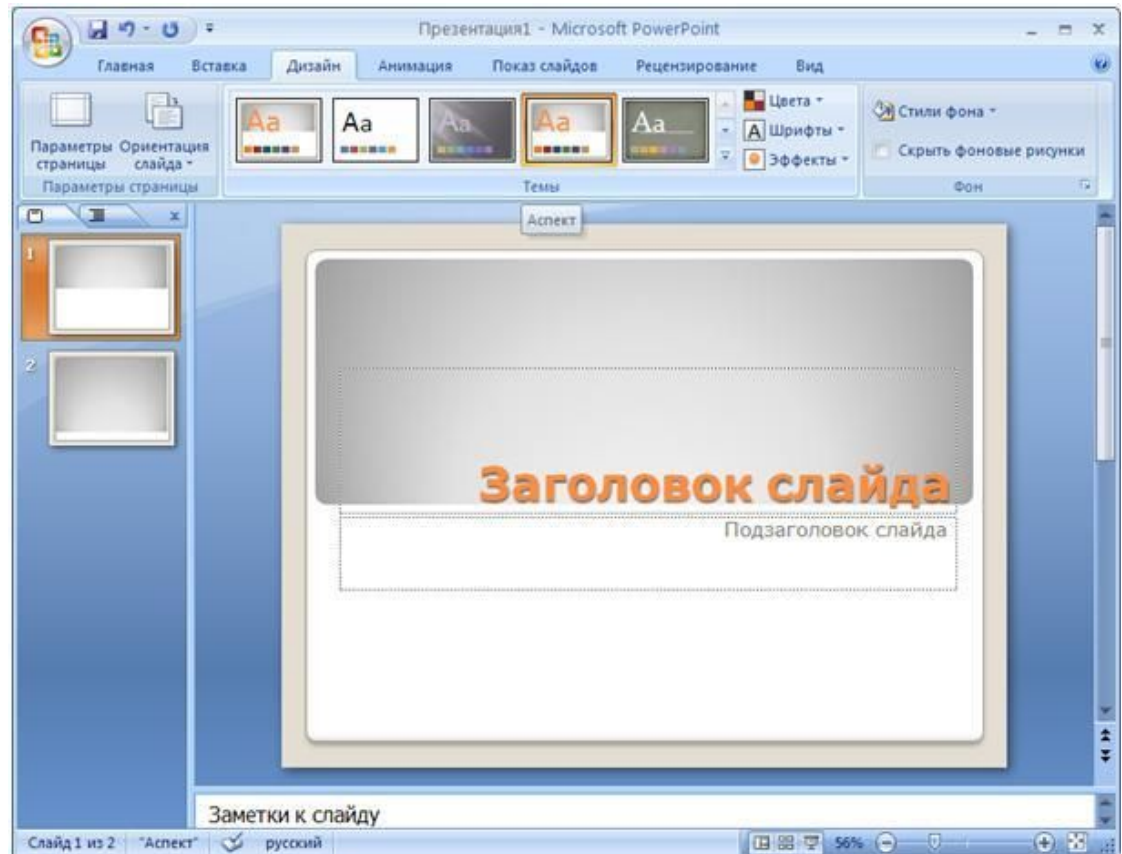 Презентация1 - Microsoft PowerPoint
Главная Вставка Дизайн Анимация Показ слайдов Рецензирование Вид
Aa Aa Aa Aa Aa
Параметры страницы
Ориентация слайда
Цвета
Шрифты
Эффекты
Стили фона
Скрыть фоновые рисунки
Параметры страницы Темы Фон
Аспект
1
2
Заголовок слайда
Подзаголовок слайда
Заметки к слайду
Слайд 1 из 2 "Аспект" русский 56%